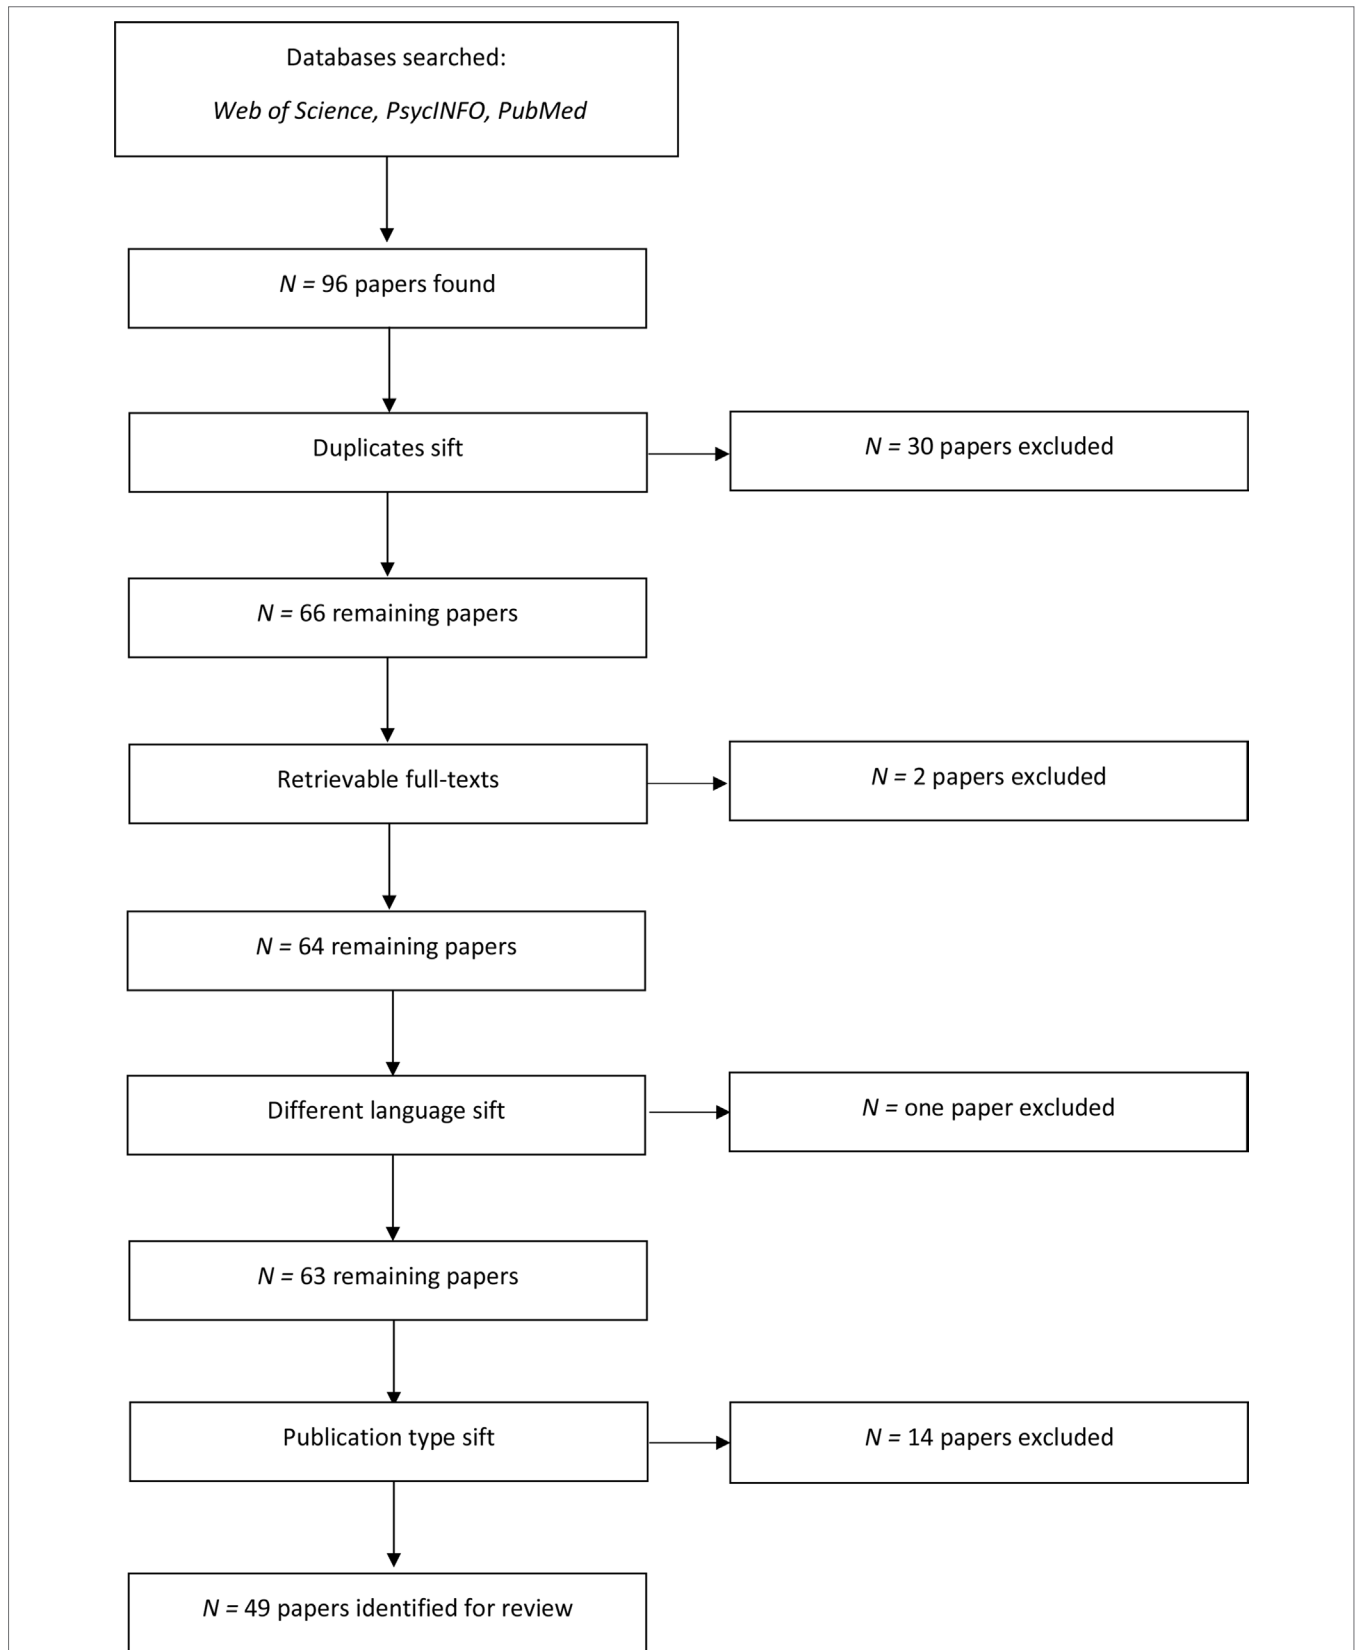 Databases searched:
Web of Science, PsycINFO, PubMed
N = 96 papers found
Duplicates sift
N = 30 papers excluded
N = 66 remaining papers
Retrievable full-texts
N = 2 papers excluded
N = 64 remaining papers
Different language sift
N = one paper excluded
N = 63 remaining papers
Publication type sift
N = 14 papers excluded
N = 49 papers identified for review